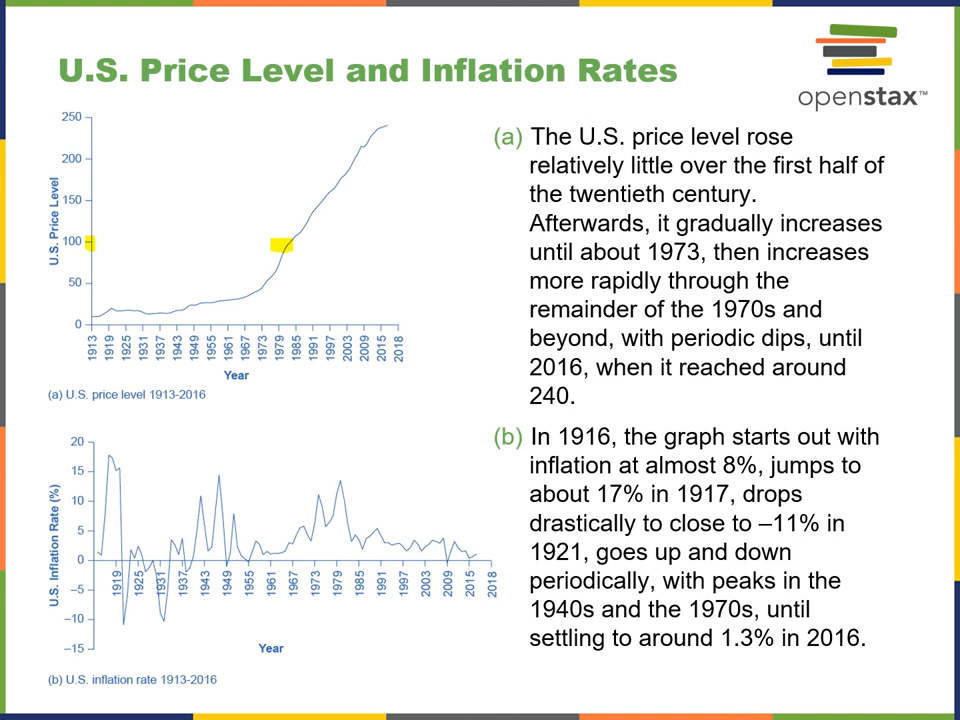 U.S. Price Level and Inflation Rates
openstax™
250
200
150
100
50
0
U.S. Price Level
1913
1919
1925
1931
1937
1943
1949
1955
1961
1967
1973
1979
1985
1991
1997
2003
2009
2015
2018
Year
(a) U.S. price level 1913-2016
20
15
10
5
0
–5
–10
–15
U.S. Inflation Rate (%)
1919
1925
1931
1937
1943
1949
1955
1961
1967
1973
1979
1985
1991
1997
2003
2009
2015
2018
Year
(b) U.S. inflation rate 1913-2016
(a) The U.S. price level rose
relatively little over the first half of
the twentieth century.
Afterwards, it gradually increases
until about 1973, then increases
more rapidly through the
remainder of the 1970s and
beyond, with periodic dips, until
2016, when it reached around
240.
(b) In 1916, the graph starts out with
inflation at almost 8%, jumps to
about 17% in 1917, drops
drastically to close to –11% in
1921, goes up and down
periodically, with peaks in the
1940s and the 1970s, until
settling to around 1.3% in 2016.